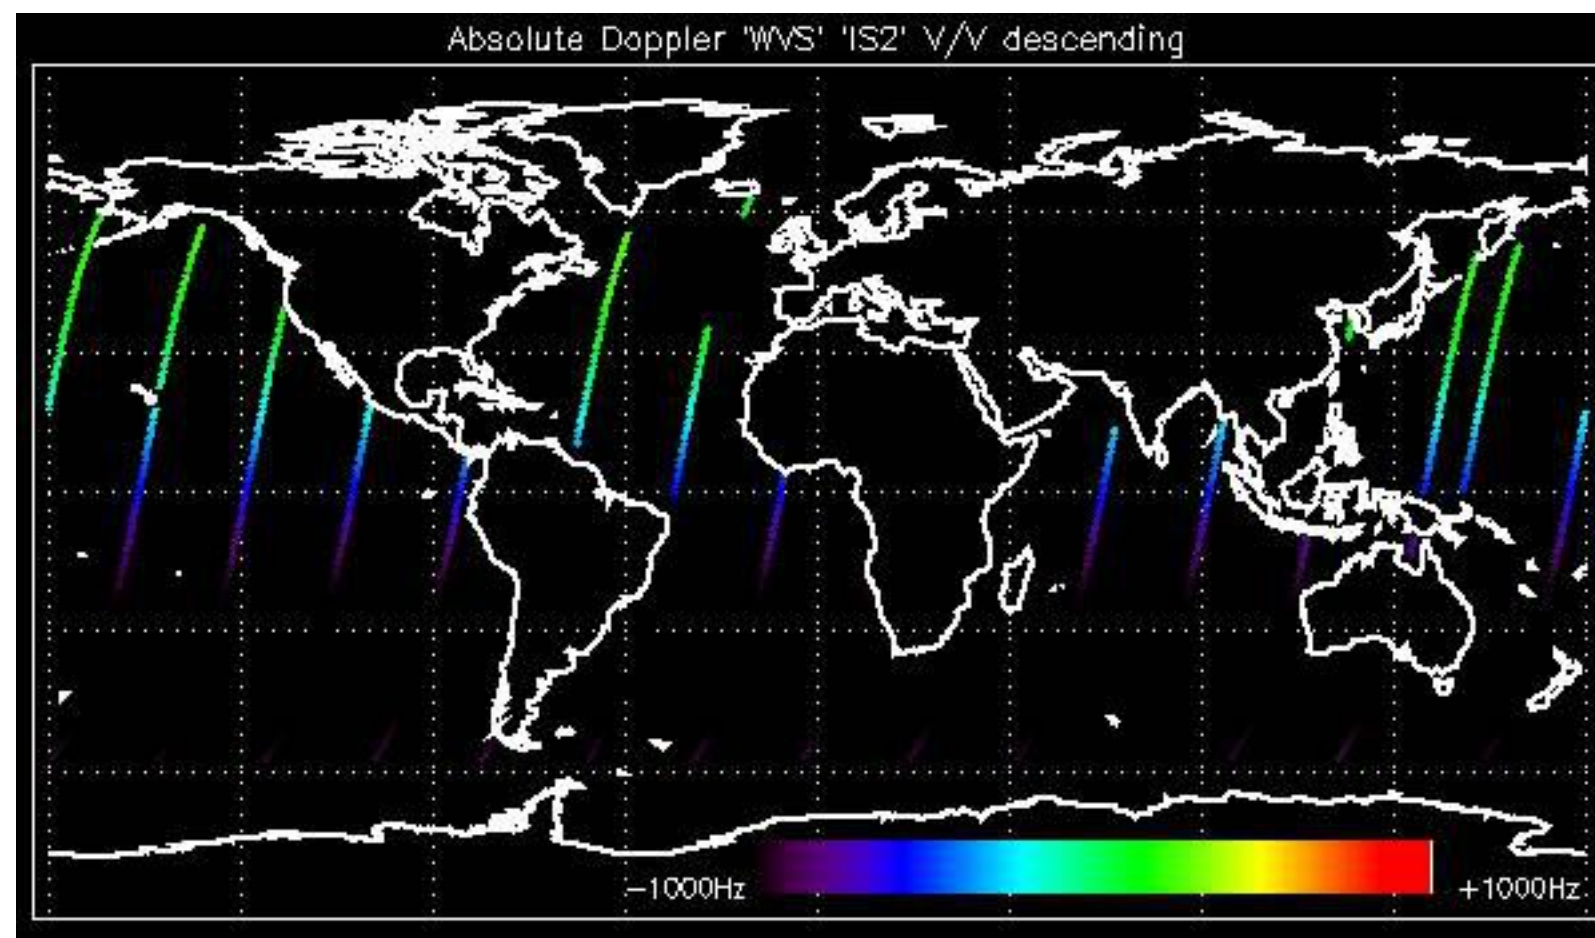 Absolute Doppler 'WVS' 'IS2' V/V descending
−1000Hz
+1000Hz